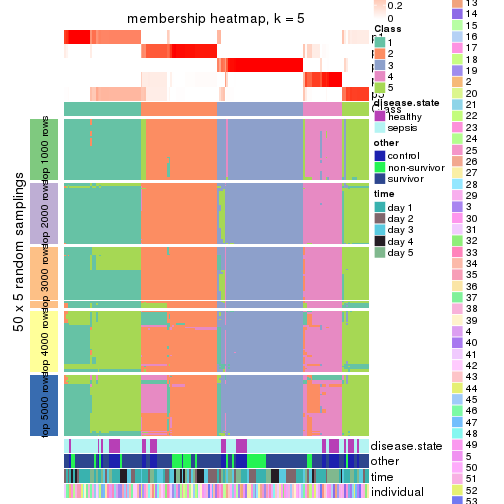 membership heatmap, k = 5
50 x 5 random samplings
top 1000 rows
top 2000 rows
top 3000 rows
top 4000 rows
top 5000 rows
p1
Class
disease.state
other
time
individual
0.2
0
Class
1
2
3
4
5
disease.state
healthy
sepsis
other
control
non-survivor
survivor
time
day 1
day 2
day 3
day 4
day 5
13
14
15
16
17
18
19
2
20
21
22
23
24
25
26
27
28
29
3
30
31
32
33
34
35
36
37
38
39
4
40
41
42
43
44
45
46
47
48
49
5
50
51
52
53